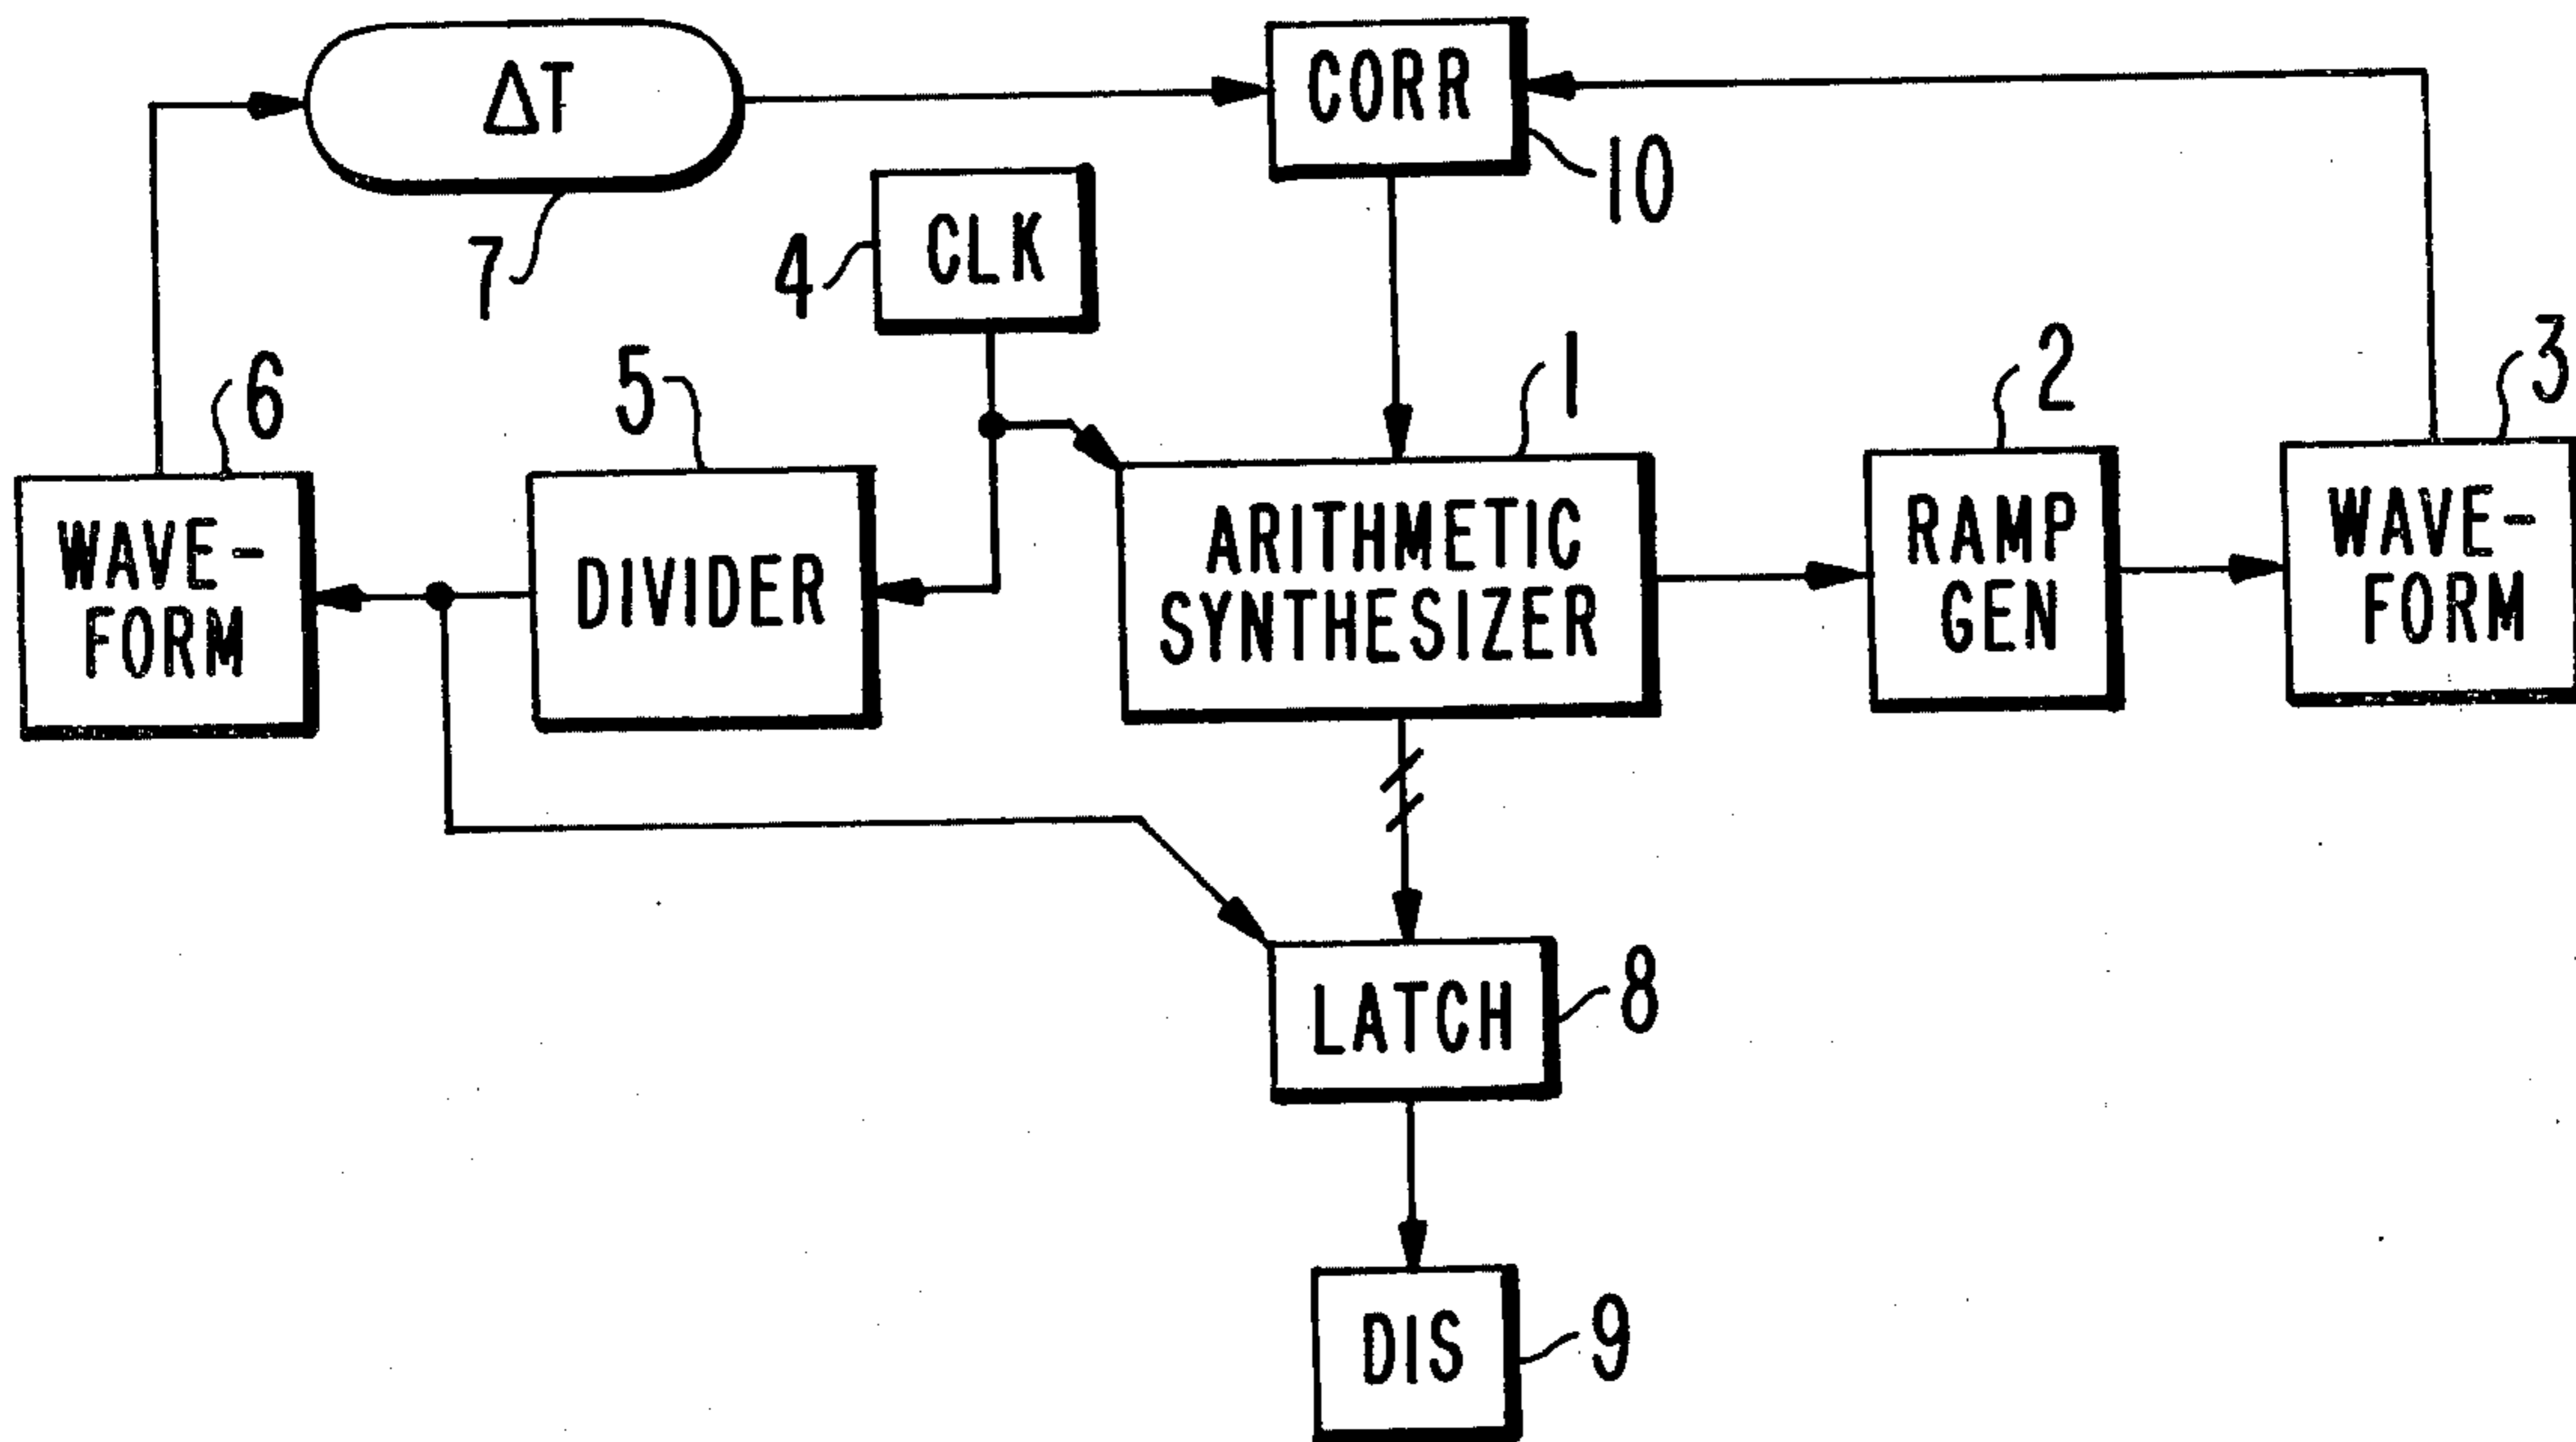 ΔT
CORR
10
7
4
CLK
6
5
1
2
3
WAVE-
FORM
DIVIDER
ARITHMETIC
SYNTHESIZER
RAMP
GEN
WAVE-
FORM
LATCH
8
DIS
9